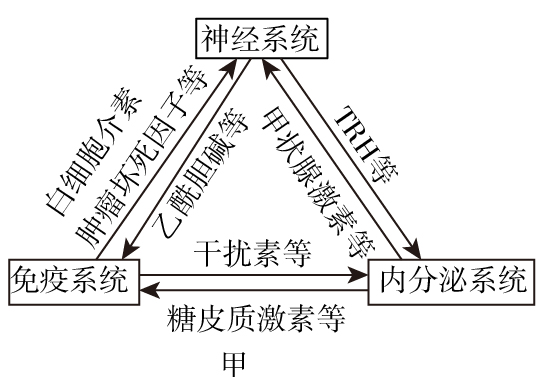 神经系统
白细胞介素
肿瘤坏死因子等
乙酰胆碱等
甲状腺激素等
TRH等
免疫系统
干扰素等
内分泌系统
糖皮质激素等
甲